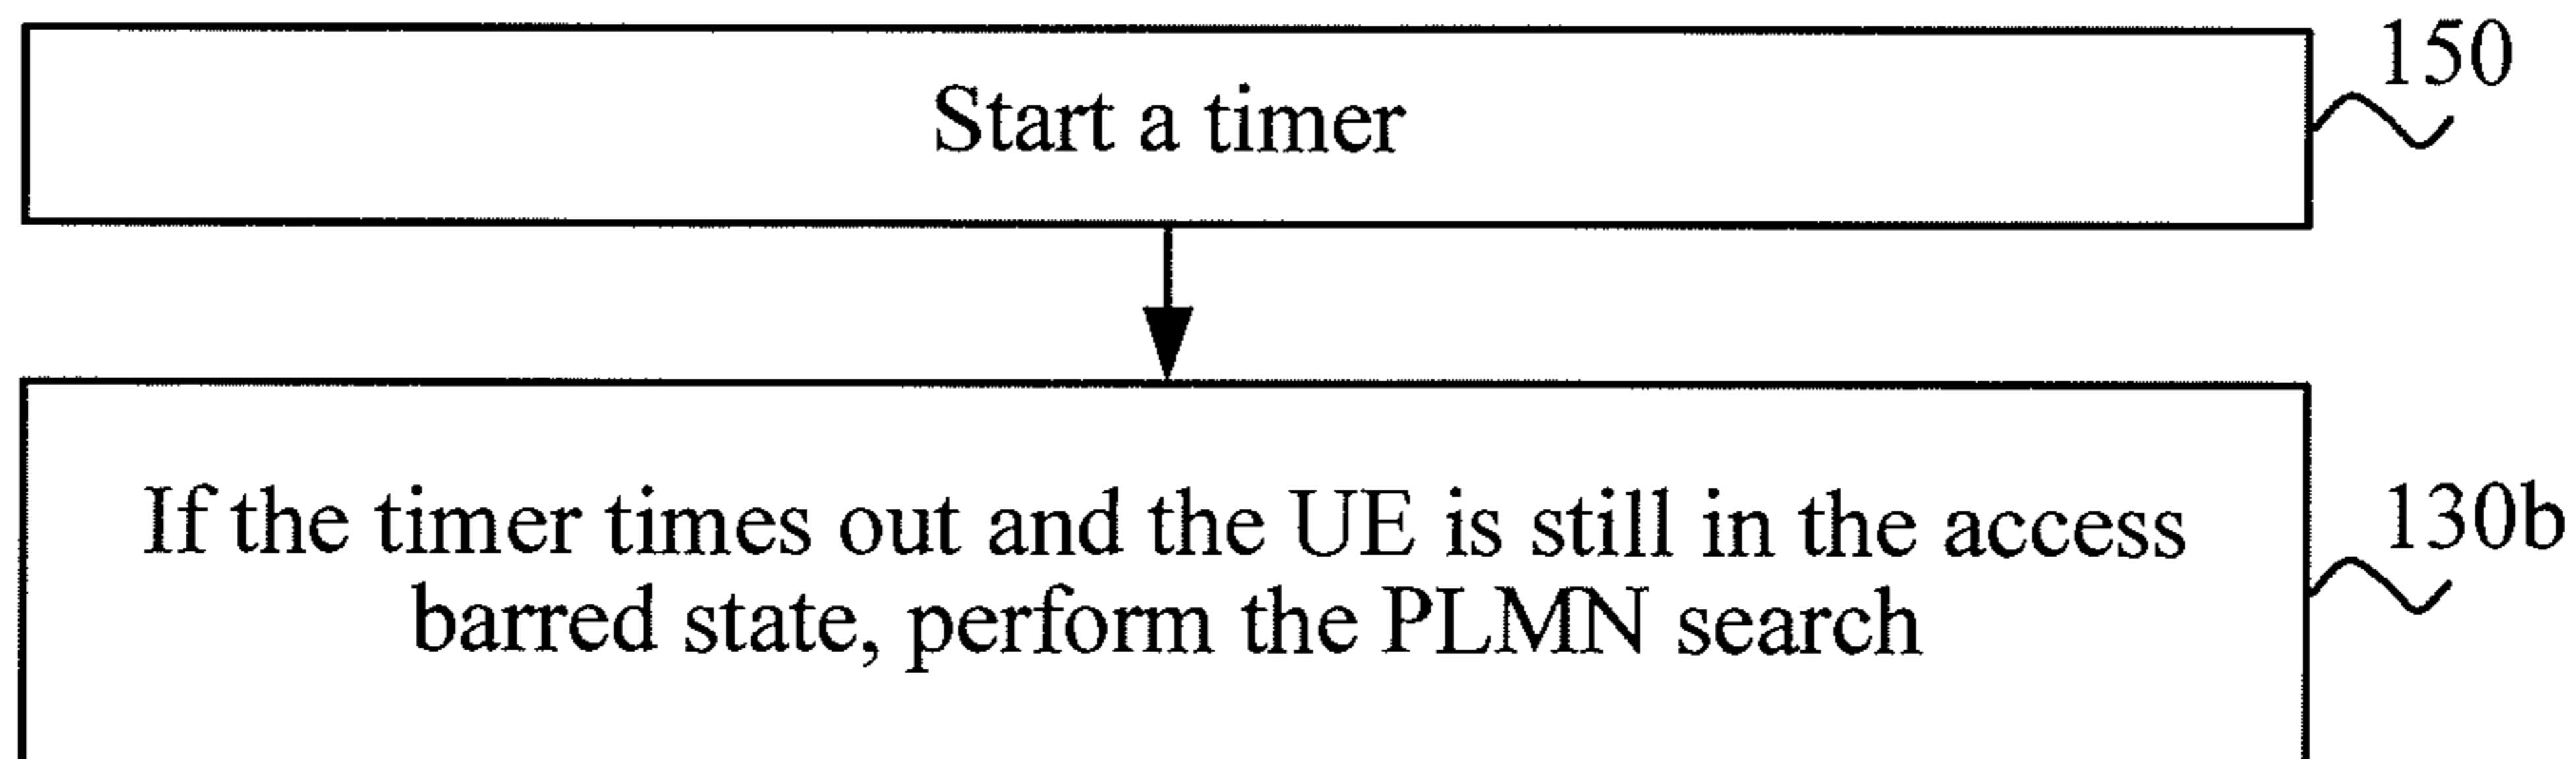 150
Start a timer
130b
If the timer times out and the UE is still in the access
barred state, perform the PLMN search